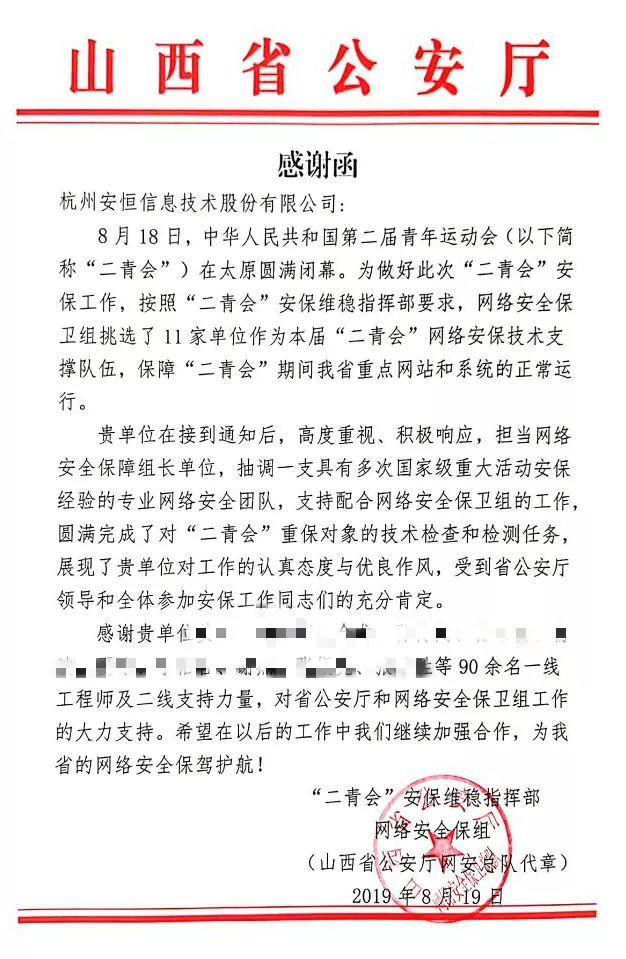 山西省公安厅
感谢函
杭州安恒信息技术股份有限公司：
8月18日，中华人民共和国第二届青年运动会（以下简
称“二青会”）在太原圆满闭幕。为做好此次“二青会”安
保工作，按照“二青会”安保维稳指挥部要求，网络安全保
卫组挑选了11家单位作为本届“二青会”网络安保技术支
撑队伍，保障“二青会”期间我省重点网站和系统的正常运
行。
贵单位在接到通知后，高度重视、积极响应，担当网络
安全保障组长单位，抽调一支具有多次国家级重大活动安保
经验的专业网络安全团队，支持配合网络安全保卫组的工作，
圆满完成了对“二青会”重保对象的技术检查和检测任务，
展现了贵单位对工作的认真态度与优良作风，受到省公安厅
领导和全体参加安保工作同志们的充分肯定。
感谢贵单位
等90余名一线
工程师及二线支持力量，对省公安厅和网络安全保卫组工作
的大力支持。希望在以后的工作中我们继续加强合作，为我
省的网络安全保驾护航！
“二青会”安保维稳指挥部
网络安全保组
（山西省公安厅网安总队代章）
2019年8月19日